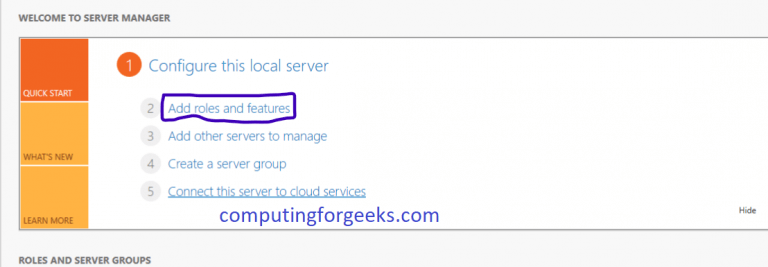 WELCOME TO SERVER MANAGER
QUICK START
WHAT'S NEW
LEARN MORE
1 Configure this local server
2 Add roles and features
3 Add other servers to manage
4 Create a server group
5 Connect this server to cloud services
computingforgeeks.com
Hide
ROLES AND SERVER GROUPS